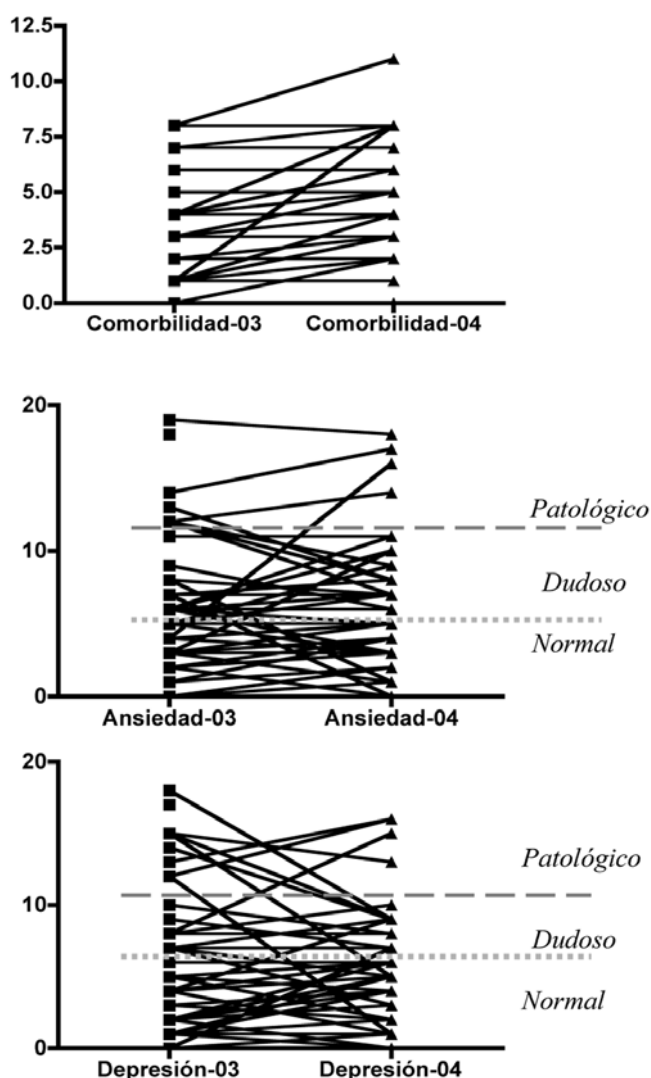 12.5
10.0
7.5
5.0
2.5
0.0
Comorbilidad-03 Comorbilidad-04
20
10
0
Patológico
Dudoso
Normal
Ansiedad-03 Ansiedad-04
20
10
0
Patológico
Dudoso
Normal
Depresión-03 Depresión-04